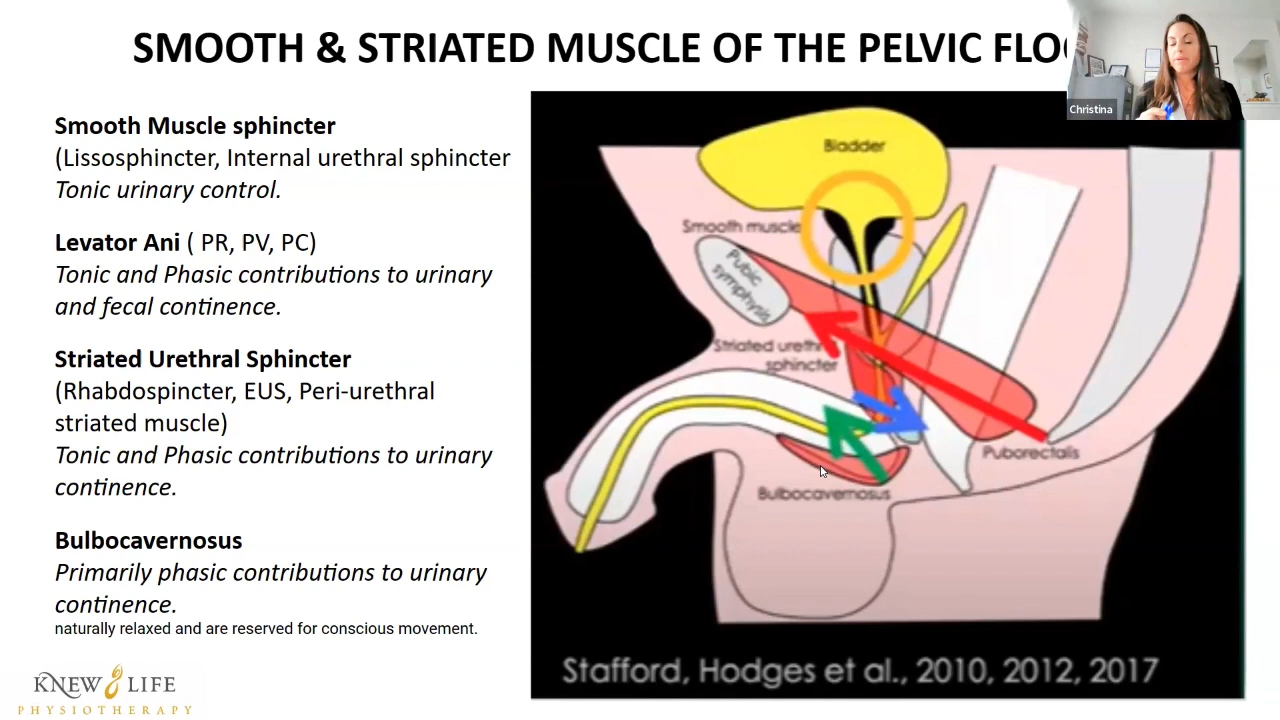 SMOOTH & STRIATED MUSCLE OF THE PELVIC
Christina
Smooth Muscle sphincter
(Lissosphincter, Internal urethral sphincter
Tonic urinary control.
Levator Ani ( PR, PV, PC)
Tonic and Phasic contributions to urinary
and fecal continence.
Striated Urethral Sphincter
(Rhabdospincter, EUS, Peri-urethral
striated muscle)
Tonic and Phasic contributions to urinary
continence.
Bulbocavernosus
Primarily phasic contributions to urinary
continence.
naturally relaxed and are reserved for conscious movement.
Bladder
Smooth muscle
Pubic
symphysis
Striated
sphincter
Puborectalis
Bulbocavernosus
Stafford, Hodges et al., 2010, 2012, 2017
KNEW LIFE
PHYSIOTHERAPY